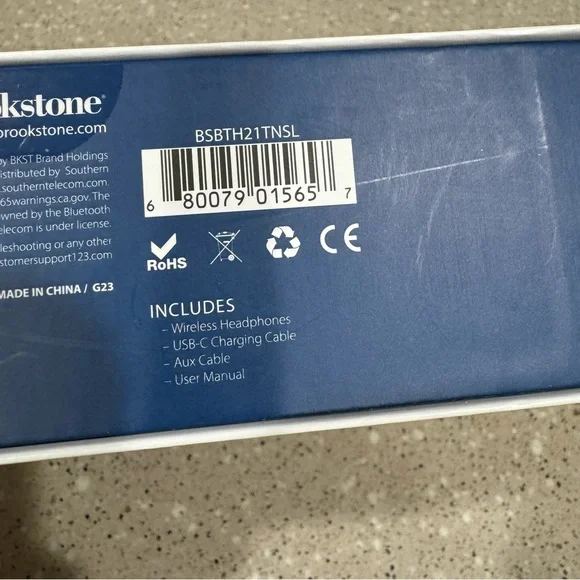 okstone®
brookstone.com
by BKST Brand Holdings
distributed by Southern
.southerntelecom.com.
65warnings.ca.gov. The
owned by the Bluetooth
elecom is under license.
leshooting or any other
stomersupport123.com
MADE IN CHINA / G23
BSBTH21TNSL
6 80079 01565 7
RoHS
CE
INCLUDES
– Wireless Headphones
– USB-C Charging Cable
– Aux Cable
– User Manual